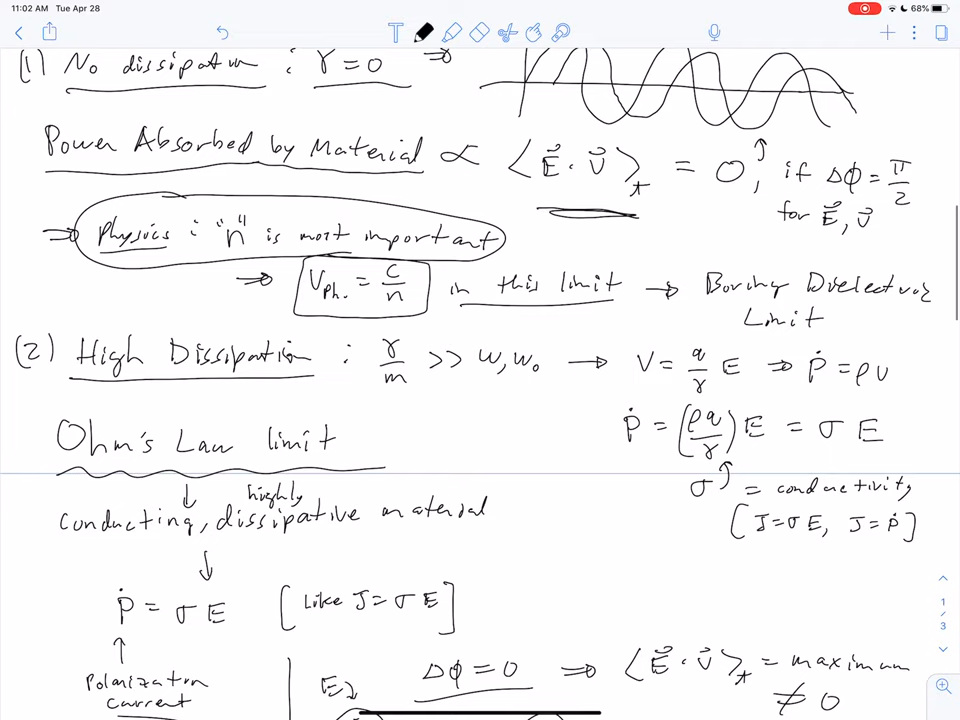 11:02 AM Tue Apr 28
68%
(1) No dissipation : γ = 0 ⇒
Power Absorbed by Material ∝ ⟨E⃗ · v⃗⟩t = 0, if Δφ = π/2
for E⃗, v⃗
⇒ Physics : "n" is most important
⇒ Vph. = c/n in this limit → Boring Dielectric
Limit
(2) High Dissipation : γ/m >> ω, ω₀ → v = q/γ E ⇒ Ṗ = ρv
Ṗ = (ρq/γ) E = σ E
Ohm's Law limit
σ = conductivity
[J = σE, J = Ṗ]
highly
conducting, dissipative material
Ṗ = σ E [Like J = σ E]
Polarization
current
E
Δφ = 0 ⇒ ⟨E⃗ · v⃗⟩t = maximum
≠ 0
1
/
3